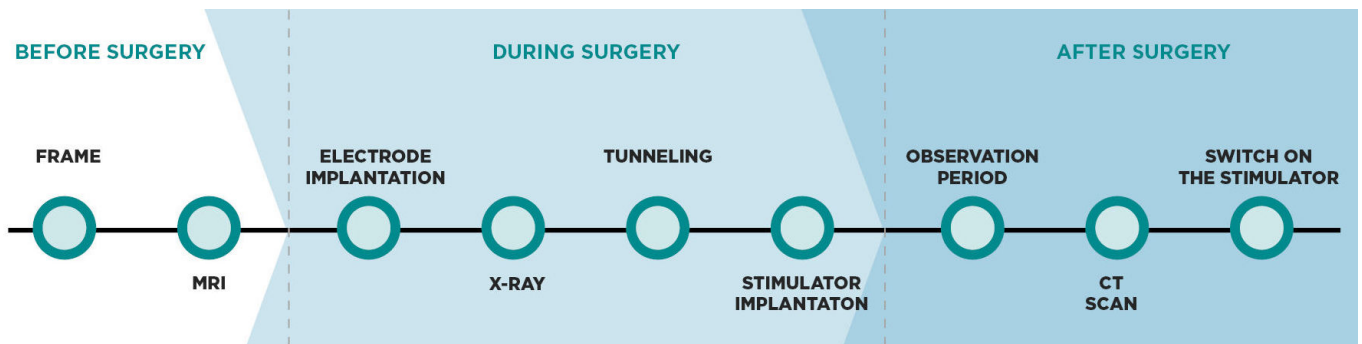 BEFORE SURGERY
DURING SURGERY
AFTER SURGERY
FRAME
MRI
ELECTRODE
IMPLANTATION
X-RAY
TUNNELING
STIMULATOR
IMPLANTATON
OBSERVATION
PERIOD
CT
SCAN
SWITCH ON
THE STIMULATOR